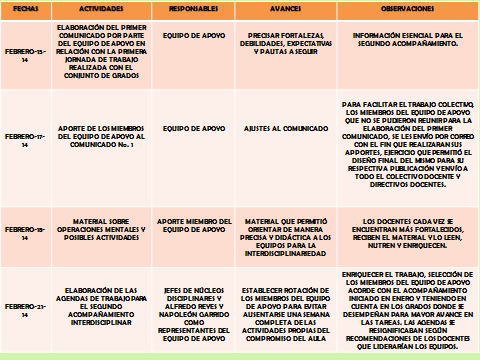 FECHAS ACTIVIDADES RESPONSABLES AVANCES OBSERVACIONES
FEBRERO-13-
14
ELABORACIÓN DEL PRIMER
COMUNICADO POR PARTE
DEL EQUIPO DE APOYO EN
RELACIÓN CON LA PRIMERA
JORNADA DE TRABAJO
REALIZADA CON EL
CONJUNTO DE GRADOS
EQUIPO DE APOYO
PRECISAR FORTALEZAS,
DEBILIDADES, EXPECTATIVAS
Y PAUTAS A SEGUIR
INFORMACIÓN ESENCIAL PARA EL
SEGUNDO ACOMPAÑAMIENTO.
FEBRERO-17-
14
APORTE DE LOS MIEMBROS
DEL EQUIPO DE APOYO AL
COMUNICADO No. 1
EQUIPO DE APOYO
AJUSTES AL COMUNICADO
PARA FACILITAR EL TRABAJO COLECTIVO,
LOS MIEMBROS DEL EQUIPO DE APOYO
QUE NO SE PUDIERON REUNIR PARA LA
ELABORACIÓN DEL PRIMER
COMUNICADO, SE LES ENVÍO POR CORREO
CON EL FIN QUE REALIZARAN SUS
APPORTES, EJERCICIO QUE PERMITIÓ EL
DISEÑO FINAL DEL MISMO PARA SU
RESPECTIVA PUBLICACIÓN Y ENVÍO A
TODO EL COLECTIVO DOCENTE Y
DIRECTIVOS DOCENTES.
FEBRERO-18-
14
MATERIAL SOBRE
OPERACIONES MENTALES Y
POSIBLES ACTIVIDADES
APORTE MIEMBRO DEL
EQUIPO DE APOYO
MATERIAL QUE PERMITIÓ
ORIENTAR DE MANERA
PRECISA Y DIDÁCTICA A LOS
EQUIPOS PARA LA
INTERDISCIPLINARIEDAD
LOS DOCENTES CADA VEZ SE
ENCUENTRAN MÁS FORTALECIDOS,
RECIBEN EL MATERIAL Y LO LEEN,
NUTREN Y ENRIQUECEN.
FEBRERO-21-
14
ELABORACIÓN DE LAS
AGENDAS DE TRABAJO PARA
EL SEGUNDO
ACOMPAÑAMIENTO
INTERDISCIPLINAR
JEFES DE NÚCLEOS
DISCIPLINARES Y
ALFREDO REYES Y
NAPOLEÓN GARRIDO
COMO
REPRESENTANTES DEL
EQUIPO DE APOYO
ESTABLECER ROTACIÓN DE
LOS MIEMBROS DEL EQUIPO
DE APOYO PARA EVITAR
AUSENTARSE UNA SEMANA
COMPLETA DE LAS
ACTIVIDADES PROPIAS DEL
COMPROMISO DEL AULA
ENRIQUECER EL TRABAJO, SELECCIÓN DE
LOS MIEMBROS DEL EQUIPO DE APOYO
ACORDE CON EL ACOMPAÑAMIENTO
INICIADO EN ENERO Y TENIENDO EN
CUENTA EN LOS GRADOS DONDE SE
DESEMPEÑAN PARA MAYOR AVANCE EN
LAS TAREAS. LAS AGENDAS SE
RESIGNIFICABAN SEGÚN
RECOMENDACIONES DE LOS DOCENTES
QUE LIDERARÍAN LOS EQUIPOS.